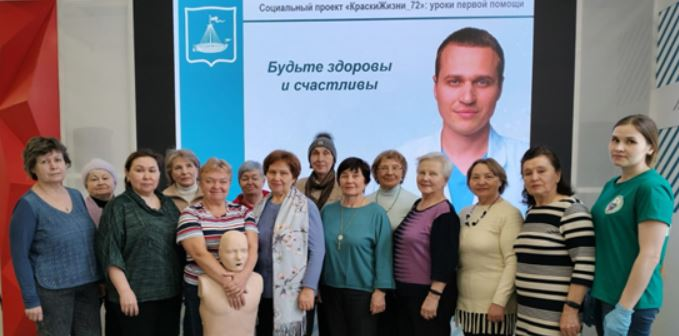 Социальный проект «КраскиЖизни_72»: уроки первой помощи
Будьте здоровы
и счастливы